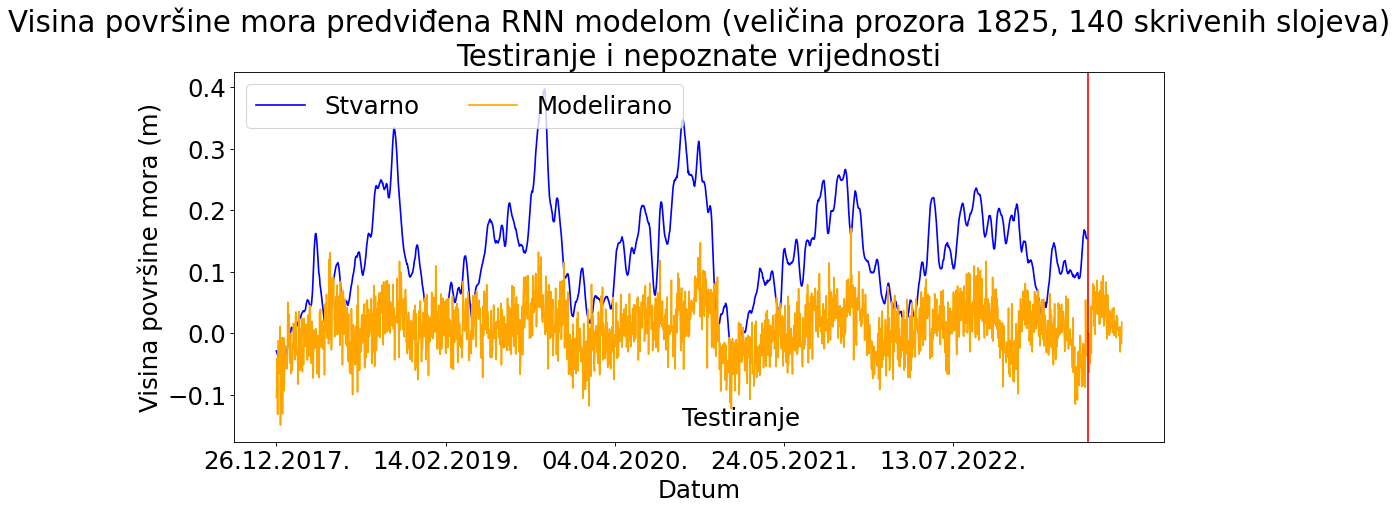 Visina površine mora predviđena RNN modelom (veličina prozora 1825, 140 skrivenih slojeva)
Testiranje i nepoznate vrijednosti
Stvarno
Modelirano
Visina površine mora (m)
0.4
0.3
0.2
0.1
0.0
−0.1
Testiranje
26.12.2017.
14.02.2019.
04.04.2020.
24.05.2021.
13.07.2022.
Datum